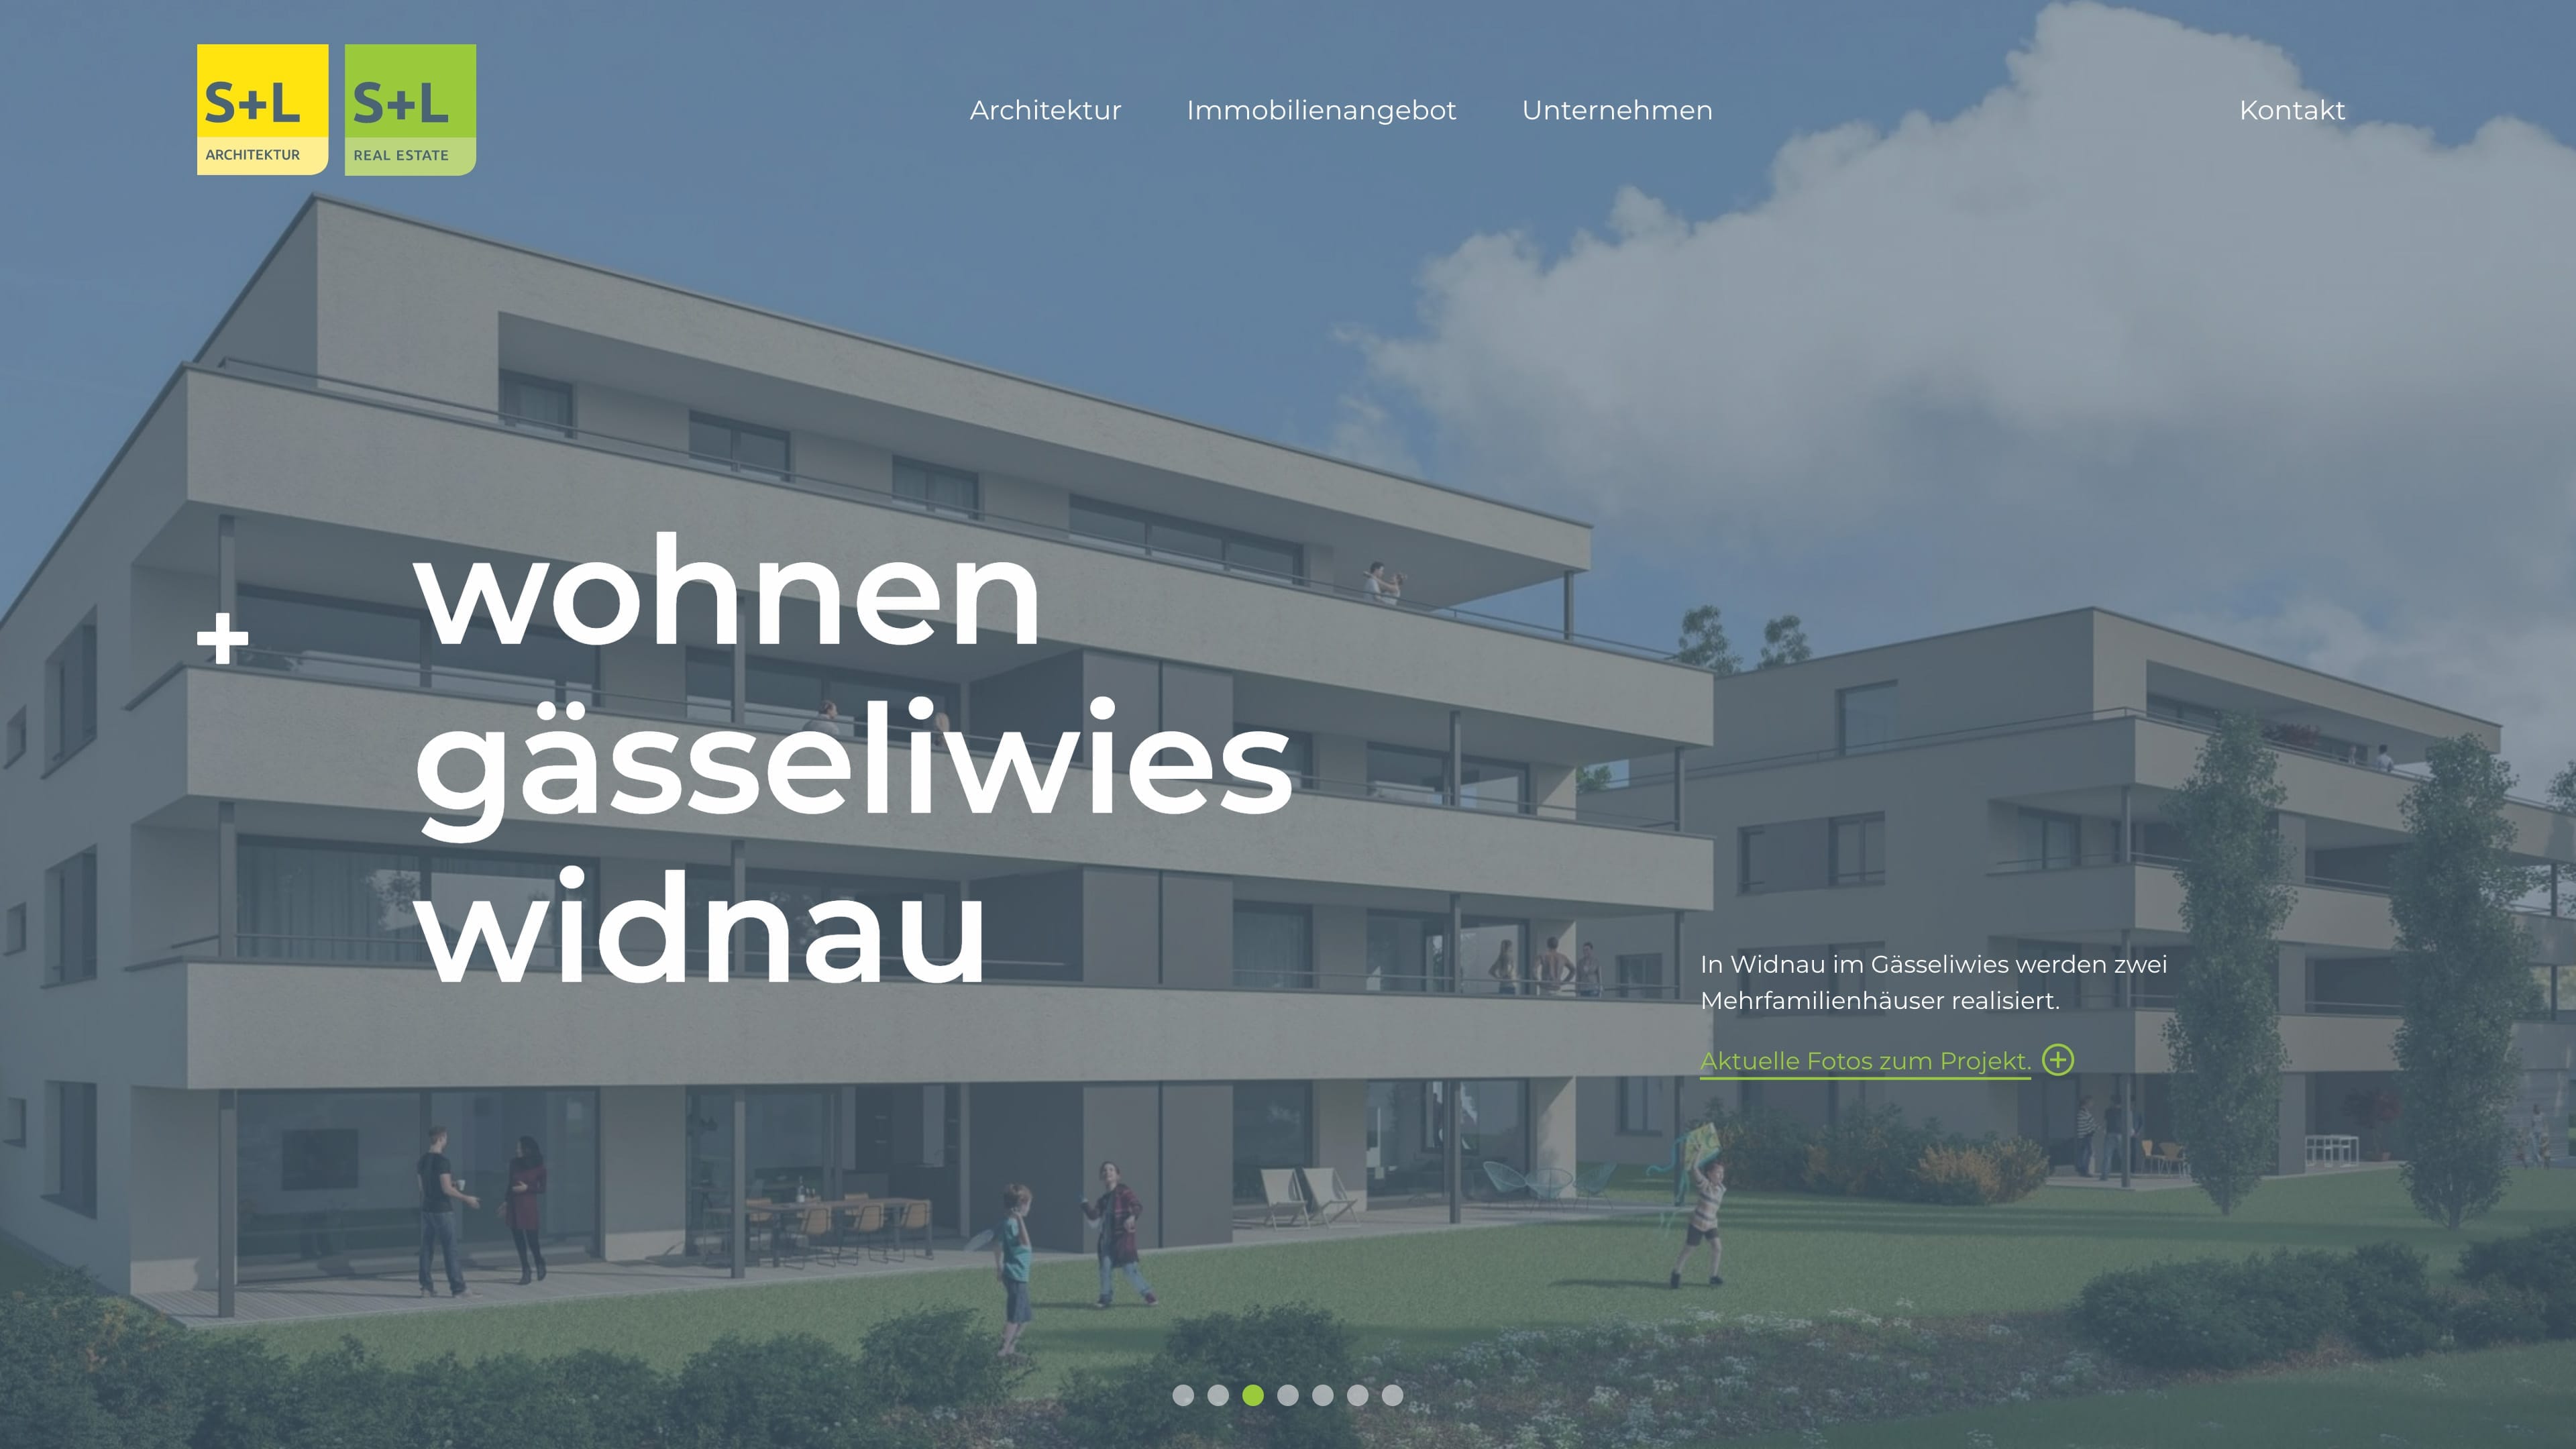 S+L
ARCHITEKTUR
S+L
REAL ESTATE
Architektur
Immobilienangebot
Unternehmen
Kontakt
+
wohnen
gässeliwies
widnau
In Widnau im Gässeliwies werden zwei
Mehrfamilienhäuser realisiert.
Aktuelle Fotos zum Projekt.